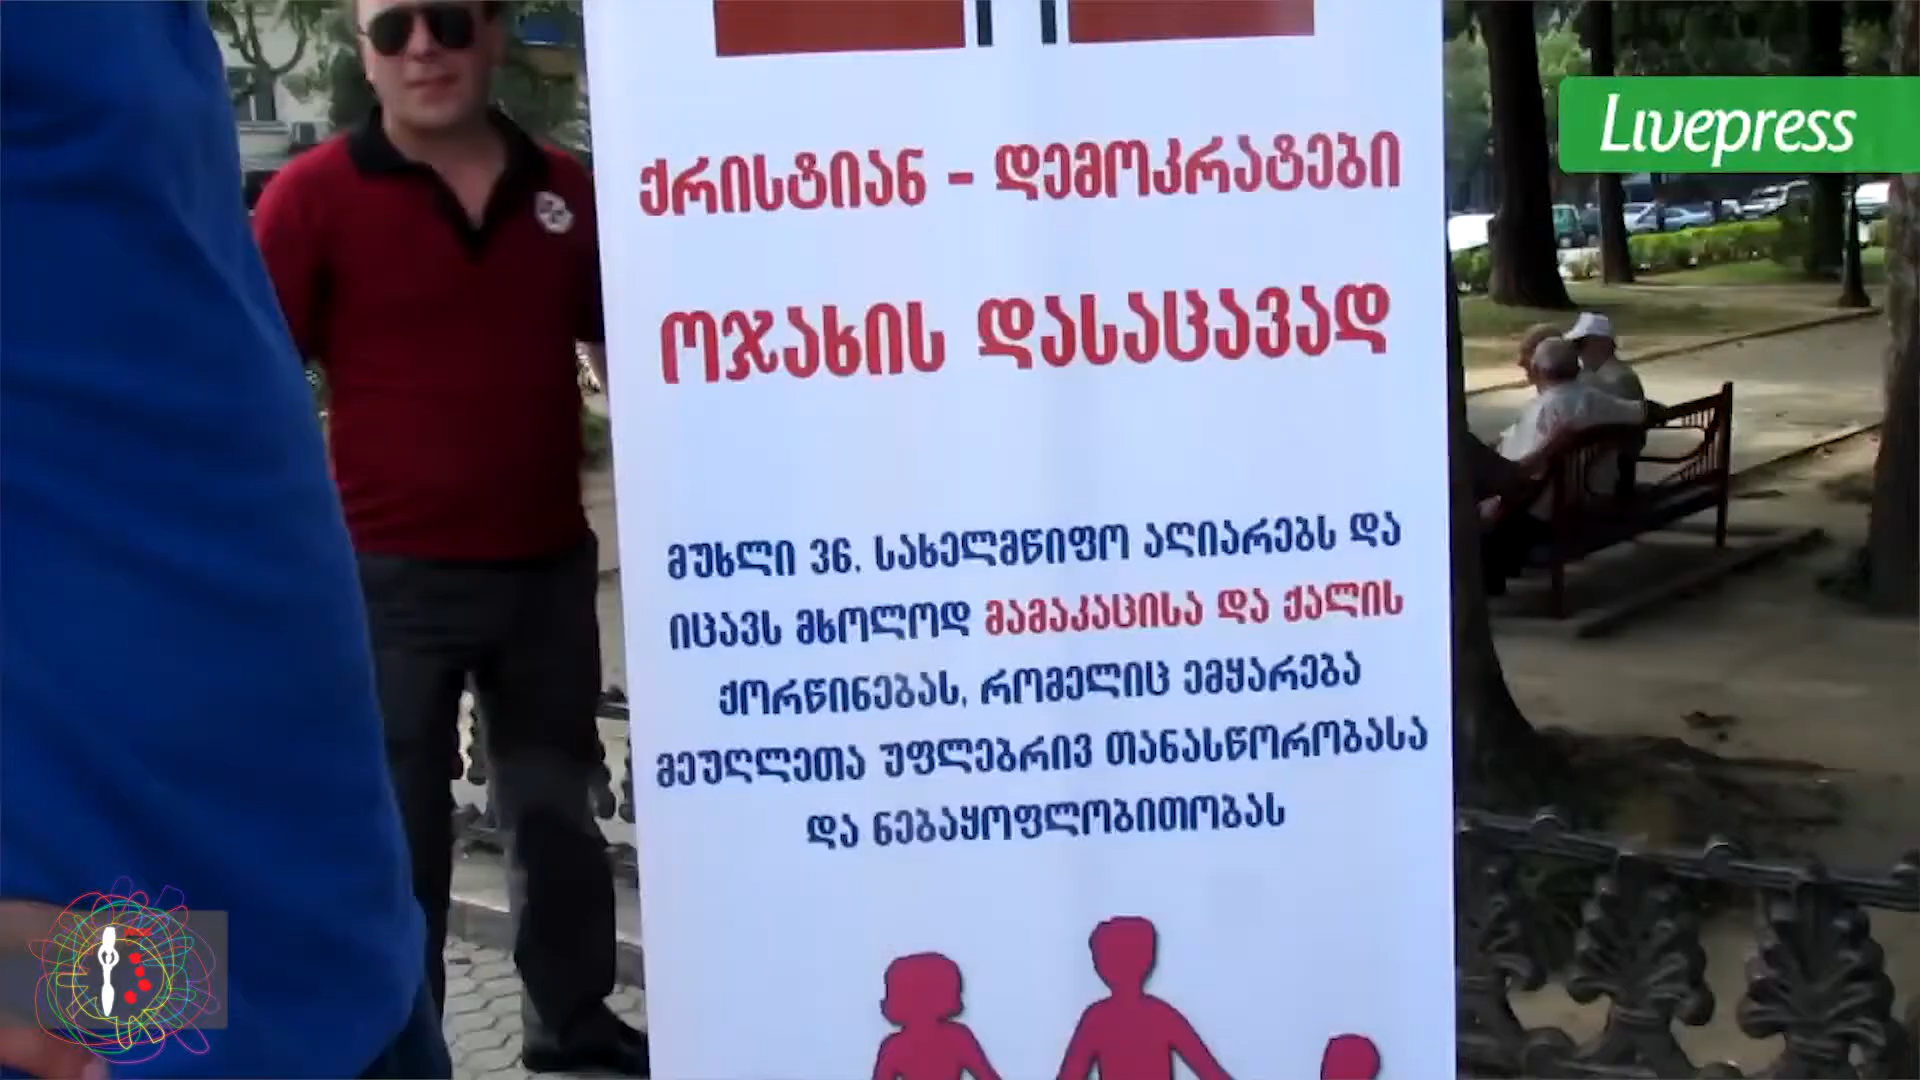 Livepress
ქრისტიან - დემოკრატები
ოჯახის დასაცავად
მუხლი 36. სახელმწიფო აღიარებს და
იცავს მხოლოდ მამაკაცისა და ქალის
ქორწინებას, რომელიც ემყარება
მეუღლეთა უფლებრივ თანასწორობასა
და ნებაყოფლობითობას